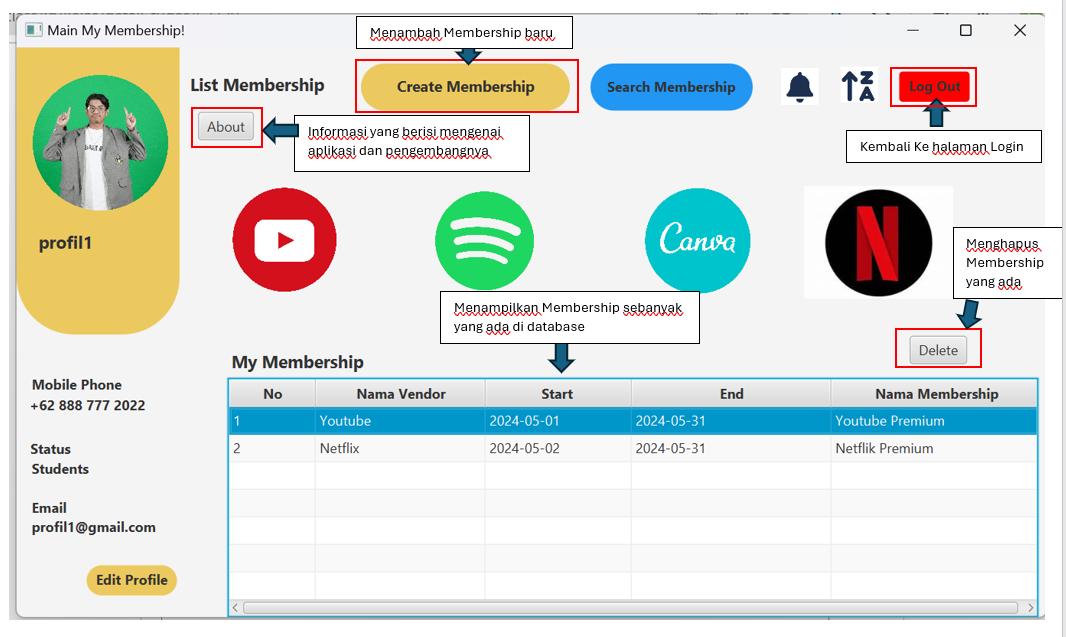 Main My Membership!
Menambah Membership baru
List Membership
Create Membership
Search Membership
Log Out
About
Informasi yang berisi mengenai
aplikasi dan pengembangnya
Kembali Ke halaman Login
profil1
Canva
Menghapus
Membership
yang ada
Menampilkan Membership sebanyak
yang ada di database
Delete
My Membership
Mobile Phone
+62 888 777 2022
Status
Students
Email
profil1@gmail.com
Edit Profile
No Nama Vendor Start End Nama Membership
1 Youtube 2024-05-01 2024-05-31 Youtube Premium
2 Netflix 2024-05-02 2024-05-31 Netflik Premium